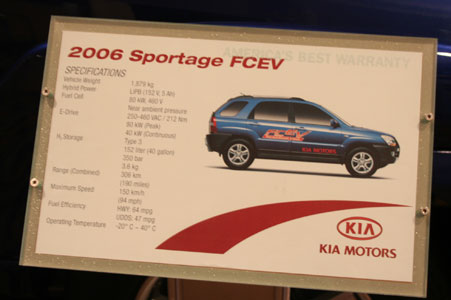 AMERICA'S BEST WARRANTY
2006 Sportage FCEV
SPECIFICATIONS
Vehicle Weight 1,879 kg
Hybrid Power LiPB (152 V, 5 Ah)
Fuel Cell 80 kW, 460 V
Near ambient pressure
E-Drive 250-460 VAC / 212 Nm
80 kW (Peak)
40 kW (Continuous)
H₂ Storage Type 3
152 liter (40 gallon)
350 bar
3.6 kg
Range (Combined) 306 km
(190 miles)
Maximum Speed 150 km/h
(94 mph)
Fuel Efficiency HWY: 64 mpg
UDDS: 47 mpg
Operating Temperature -20° C ~ 40° C
KIA MOTORS
KIA
KIA MOTORS